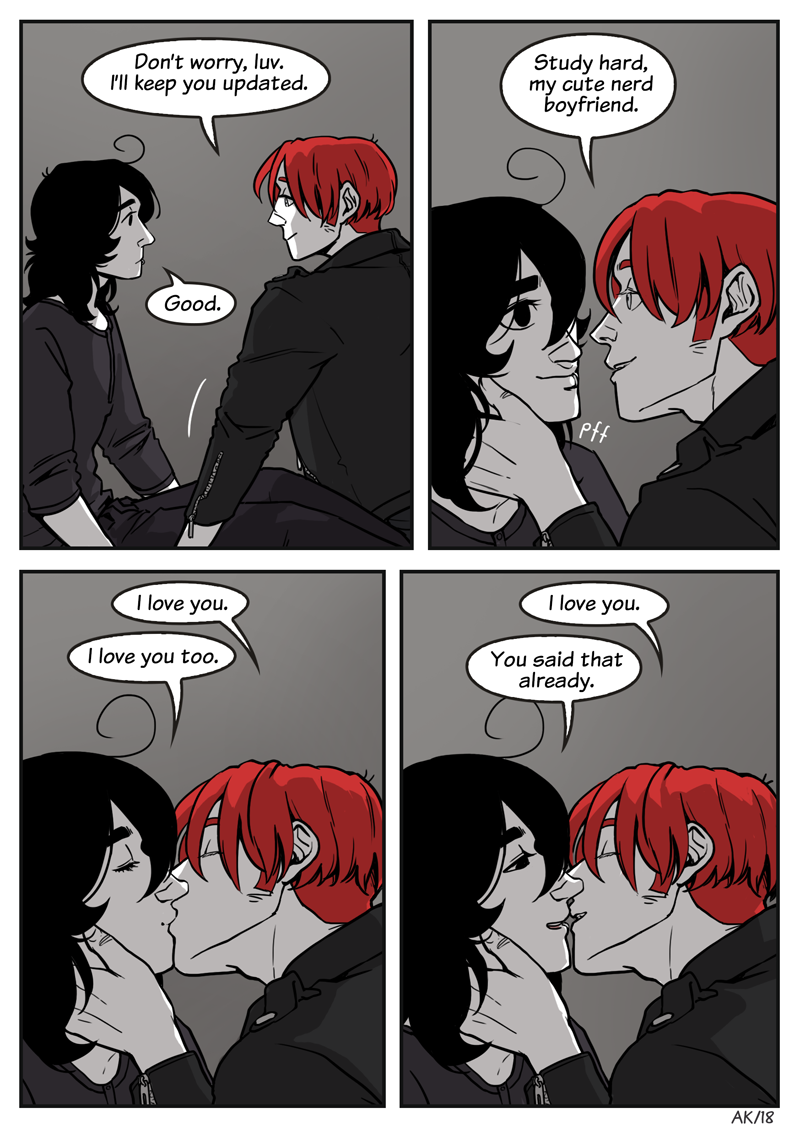 Don't worry, luv.
I'll keep you updated.
Good.
Study hard,
my cute nerd
boyfriend.
pff
I love you.
I love you too.
I love you.
You said that
already.
AK/18